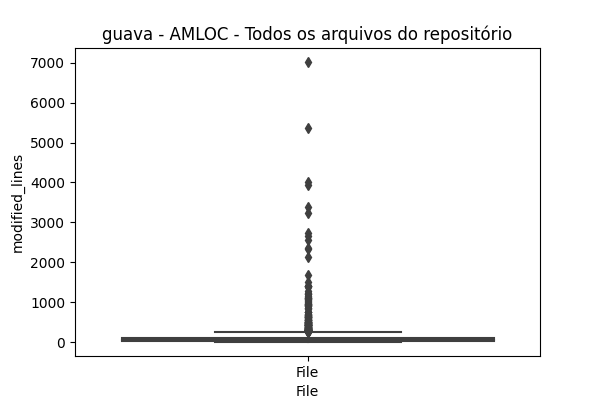 guava - AMLOC - Todos os arquivos do repositório
7000
6000
5000
4000
3000
2000
1000
0
modified_lines
File
File